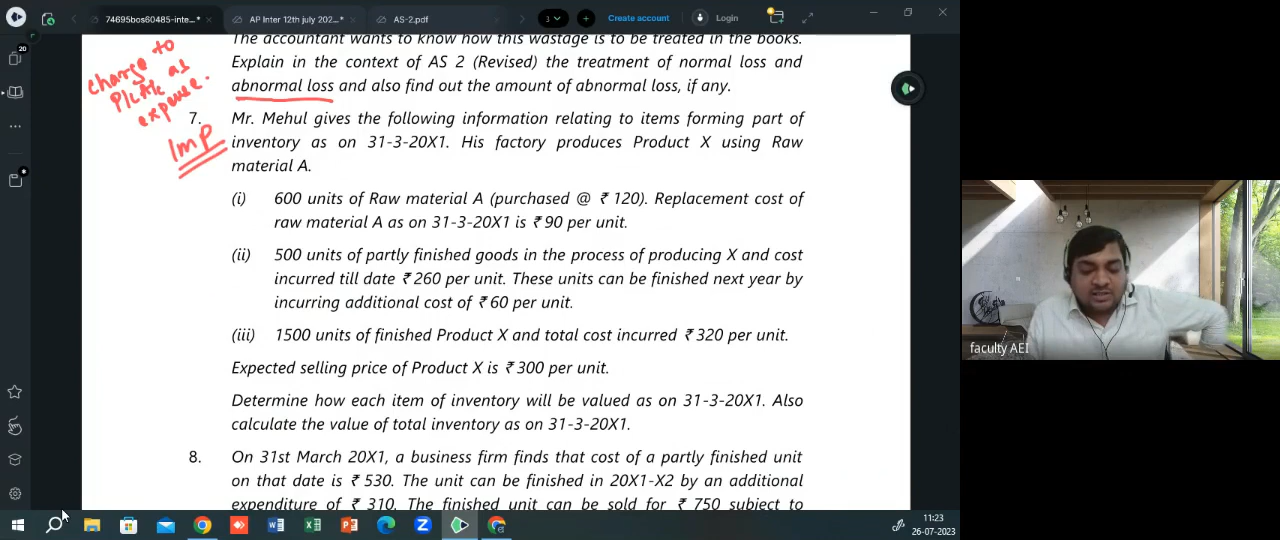 74695bos60485-inte...*
AP Inter 12th july 202...*
AS-2.pdf
3
Create account
Login
20
The accountant wants to know how this wastage is to be treated in the books.
Explain in the context of AS 2 (Revised) the treatment of normal loss and
abnormal loss and also find out the amount of abnormal loss, if any.
charge to
P/L A/c as
expense.
7. Mr. Mehul gives the following information relating to items forming part of
Imp
inventory as on 31-3-20X1. His factory produces Product X using Raw
material A.
(i) 600 units of Raw material A (purchased @ ₹ 120). Replacement cost of
raw material A as on 31-3-20X1 is ₹ 90 per unit.
(ii) 500 units of partly finished goods in the process of producing X and cost
incurred till date ₹ 260 per unit. These units can be finished next year by
incurring additional cost of ₹ 60 per unit.
(iii) 1500 units of finished Product X and total cost incurred ₹ 320 per unit.
Expected selling price of Product X is ₹ 300 per unit.
Determine how each item of inventory will be valued as on 31-3-20X1. Also
calculate the value of total inventory as on 31-3-20X1.
8. On 31st March 20X1, a business firm finds that cost of a partly finished unit
on that date is ₹ 530. The unit can be finished in 20X1-X2 by an additional
expenditure of ₹ 310. The finished unit can be sold for ₹ 750 subject to
faculty AEI
11:23
26-07-2023